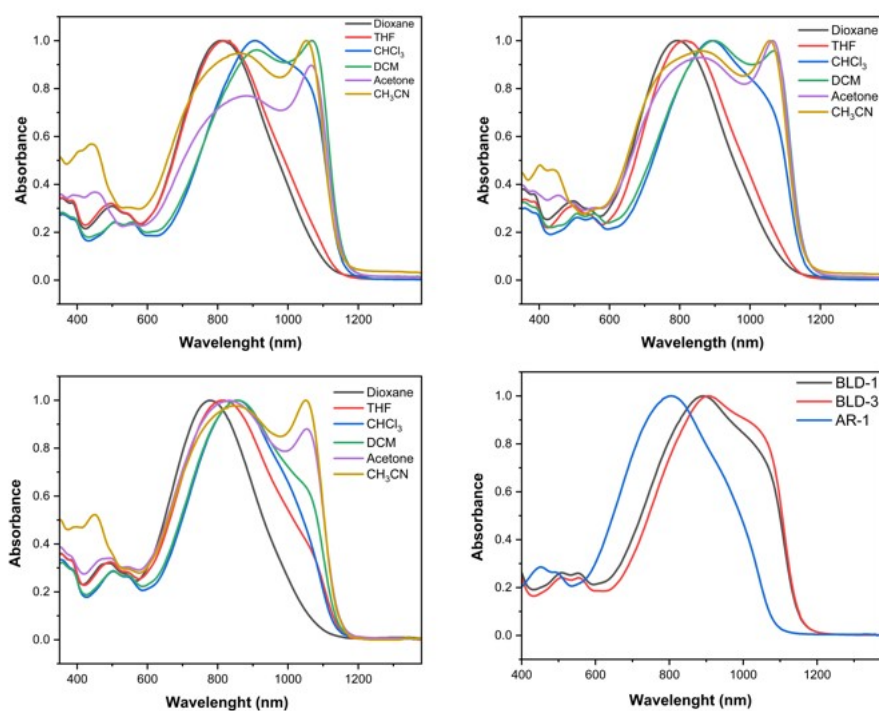 Dioxane
THF
CHCl3
DCM
Acetone
CH3CN
Absorbance
1.0
0.8
0.6
0.4
0.2
0.0
400 600 800 1000 1200
Wavelenght (nm)
Dioxane
THF
CHCl3
DCM
Acetone
CH3CN
Absorbance
1.0
0.8
0.6
0.4
0.2
0.0
400 600 800 1000 1200
Wavelength (nm)
Dioxane
THF
CHCl3
DCM
Acetone
CH3CN
Absorbance
1.0
0.8
0.6
0.4
0.2
0.0
400 600 800 1000 1200
Wavelenght (nm)
BLD-1
BLD-3
AR-1
Absorbance
1.0
0.8
0.6
0.4
0.2
0.0
400 600 800 1000 1200
Wavelenght (nm)